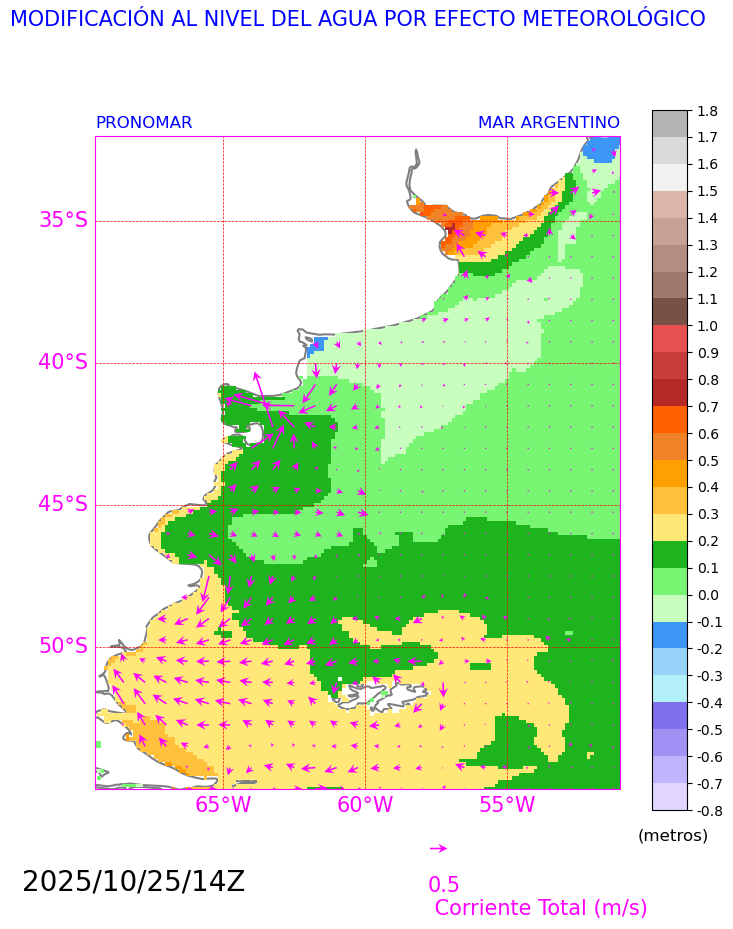 MODIFICACIÓN AL NIVEL DEL AGUA POR EFECTO METEOROLÓGICO
PRONOMAR MAR ARGENTINO
35°S
40°S
45°S
50°S
65°W 60°W 55°W
1.8
1.7
1.6
1.5
1.4
1.3
1.2
1.1
1.0
0.9
0.8
0.7
0.6
0.5
0.4
0.3
0.2
0.1
0.0
-0.1
-0.2
-0.3
-0.4
-0.5
-0.6
-0.7
-0.8
(metros)
2025/10/25/14Z
0.5
Corriente Total (m/s)